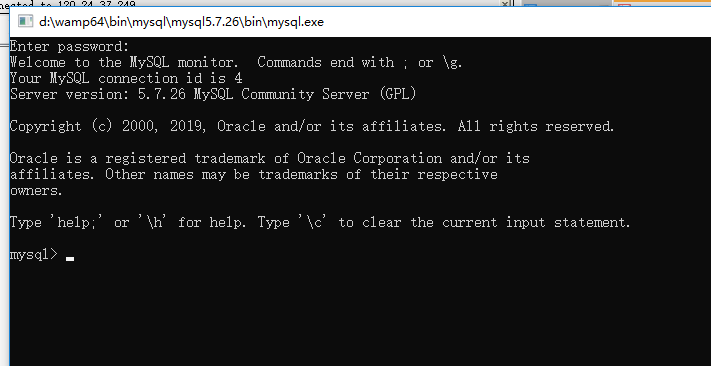 nected to 120.24.37.249
d:\wamp64\bin\mysql\mysql5.7.26\bin\mysql.exe
Enter password:
Welcome to the MySQL monitor.  Commands end with ; or \g.
Your MySQL connection id is 4
Server version: 5.7.26 MySQL Community Server (GPL)
Copyright (c) 2000, 2019, Oracle and/or its affiliates. All rights reserved.
Oracle is a registered trademark of Oracle Corporation and/or its
affiliates. Other names may be trademarks of their respective
owners.
Type 'help;' or '\h' for help. Type '\c' to clear the current input statement.
mysql>